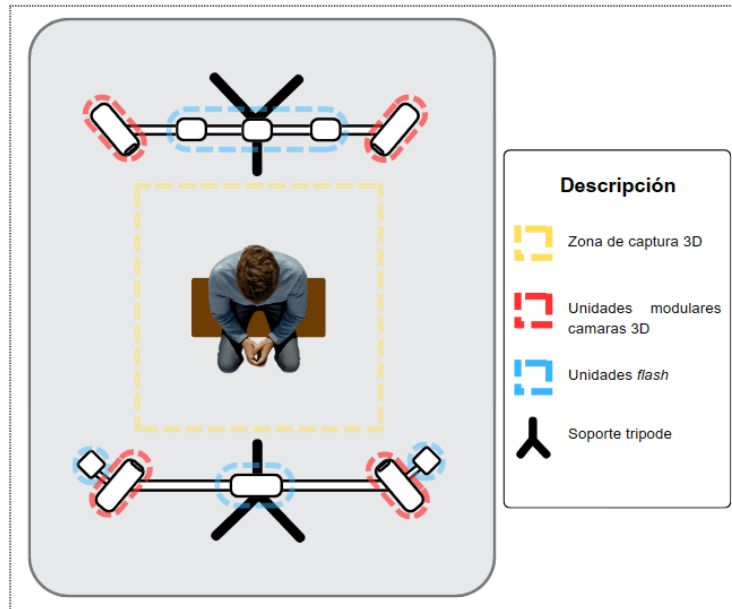 Descripción
Zona de captura 3D
Unidades modulares
camaras 3D
Unidades flash
Soporte tripode